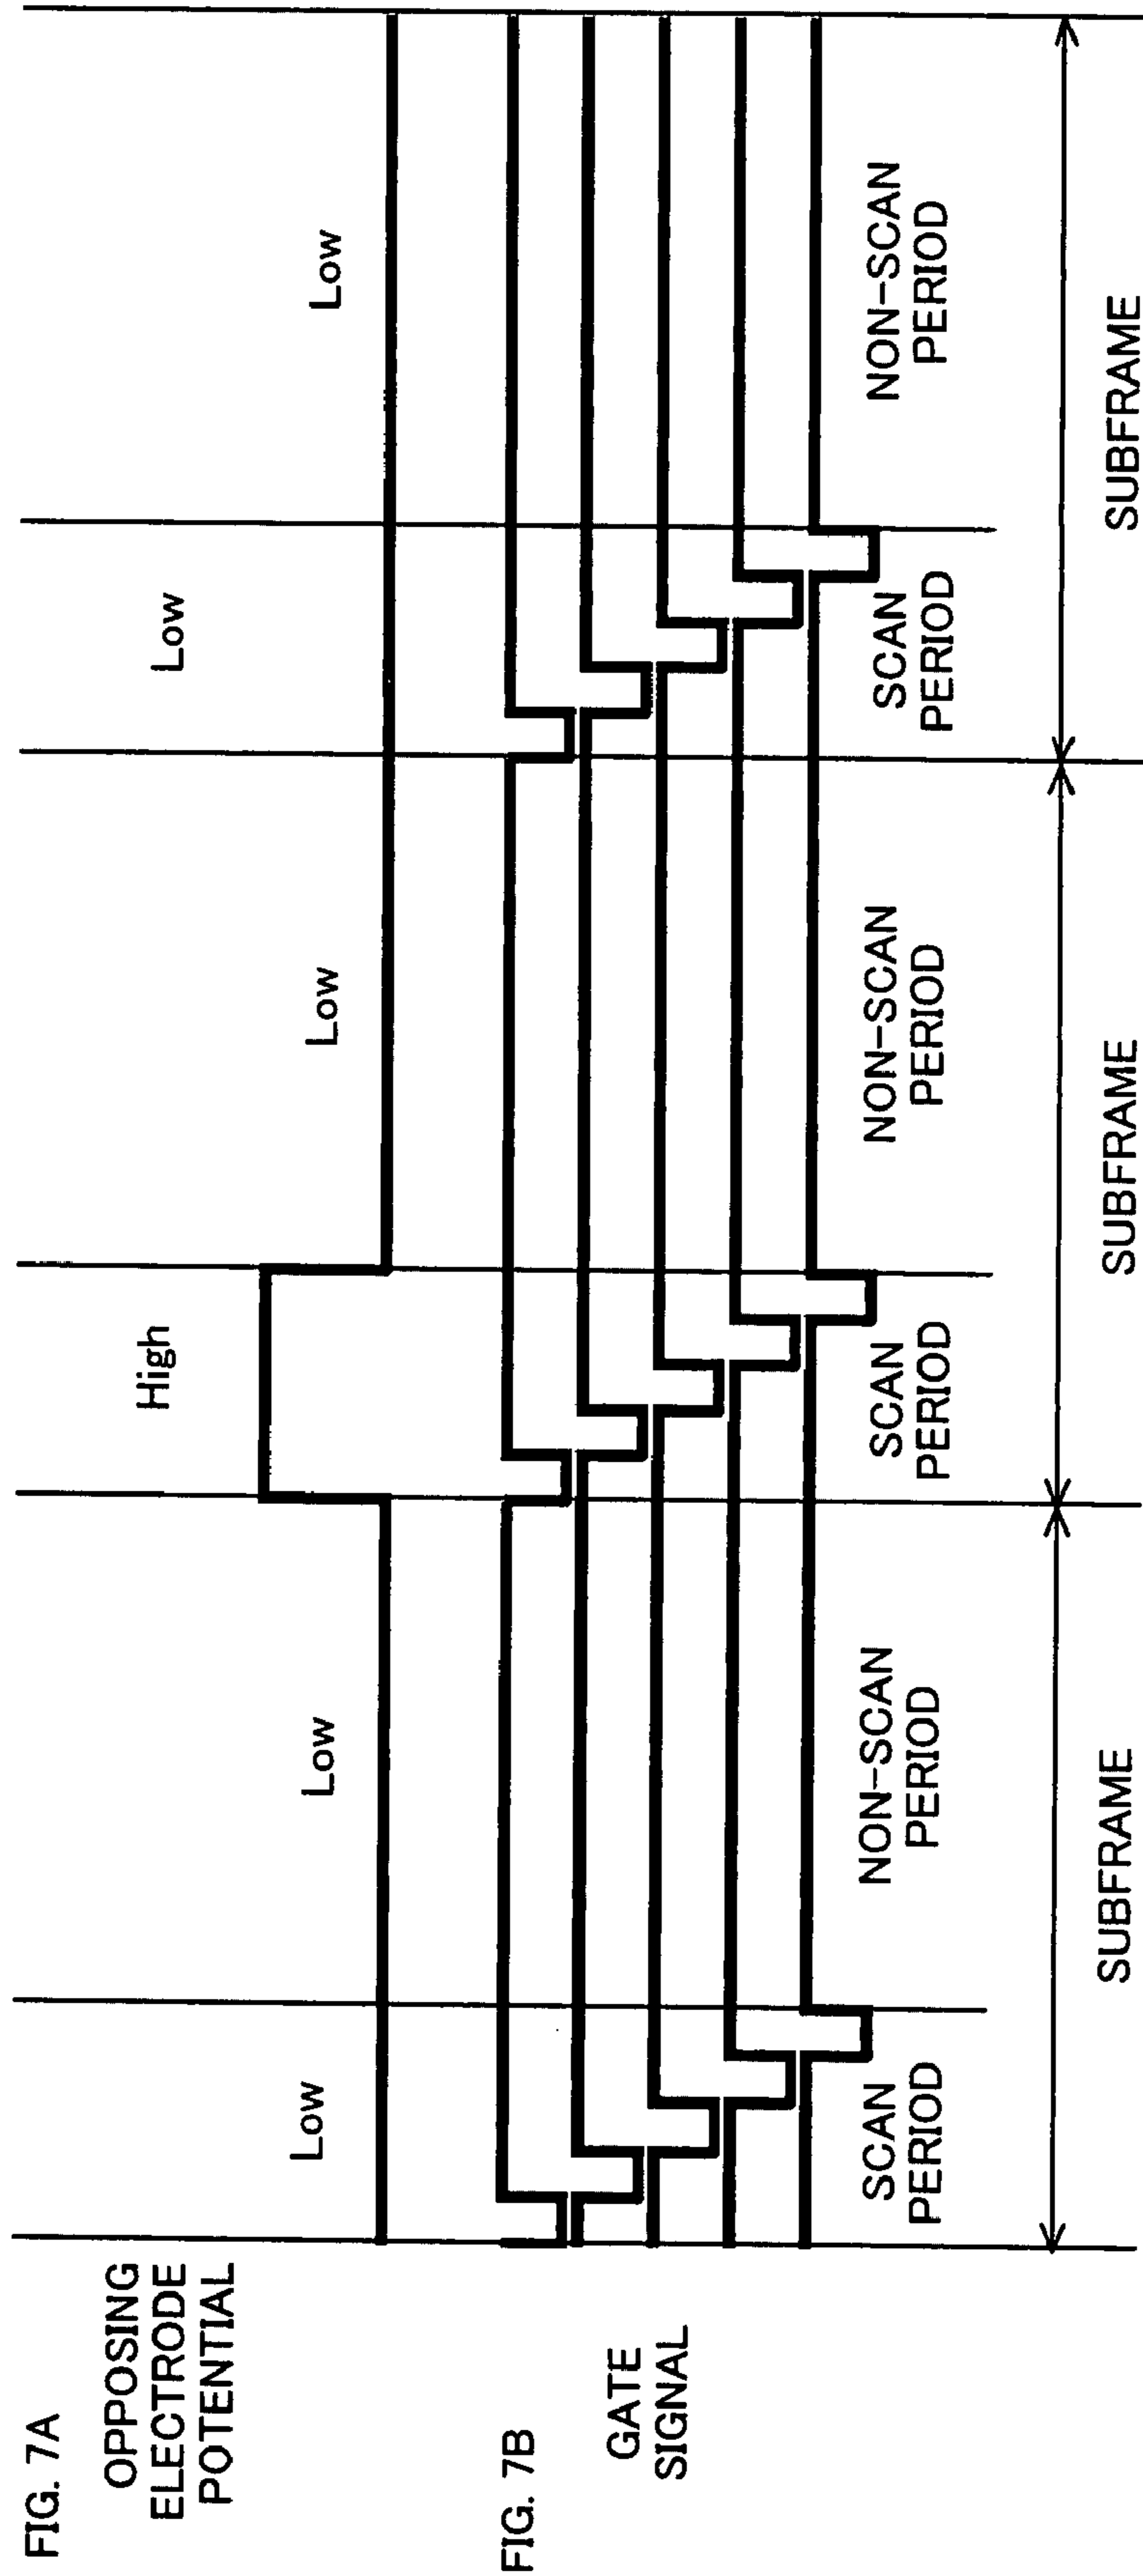 FIG. 7A
OPPOSING
ELECTRODE
POTENTIAL
Low
Low
High
Low
Low
Low
FIG. 7B
GATE
SIGNAL
SCAN
PERIOD
NON-SCAN
PERIOD
SCAN
PERIOD
NON-SCAN
PERIOD
SCAN
PERIOD
NON-SCAN
PERIOD
SUBFRAME
SUBFRAME
SUBFRAME